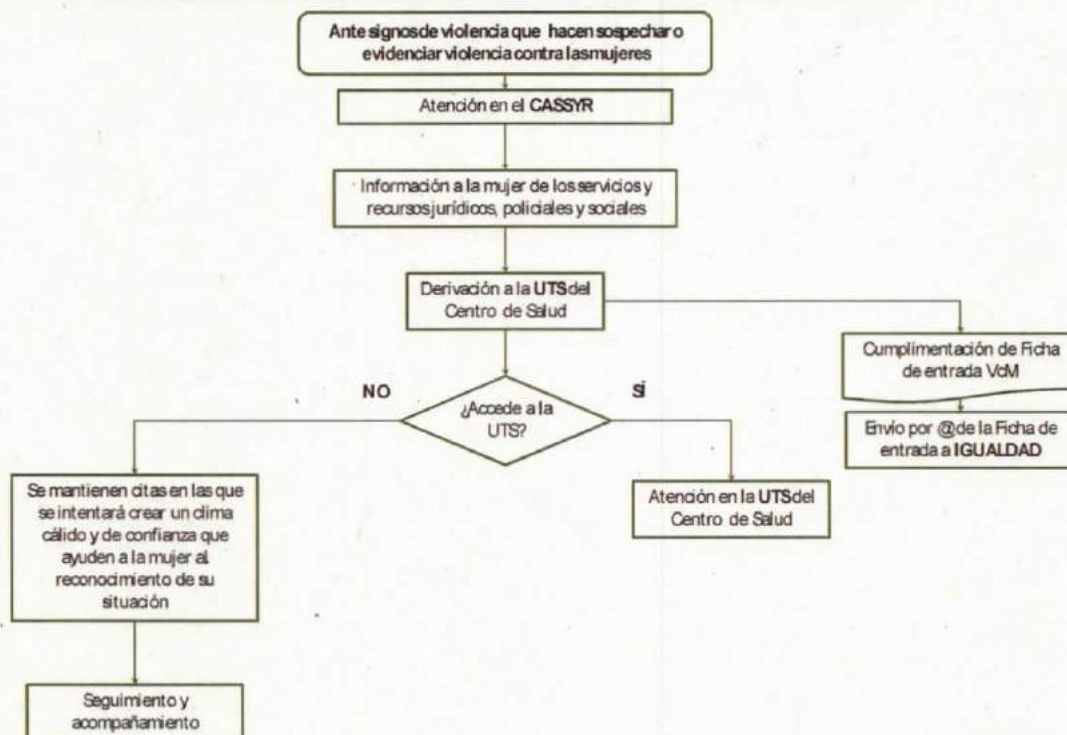 Ante signos de violencia que hacen sospechar o
evidenciar violencia contra las mujeres
Atención en el CASSYR
Información a la mujer de los servicios y
recursos jurídicos, policiales y sociales
Derivación a la UTS del
Centro de Salud
Cumplimentación de Ficha
de entrada VcM
Envío por @ de la Ficha de
entrada a IGUALDAD
NO
¿Accede a la
UTS?
SÍ
Atención en la UTS del
Centro de Salud
Se mantienen citas en las que
se intentará crear un clima
cálido y de confianza que
ayuden a la mujer al
reconocimiento de su
situación
Seguimiento y
acompañamiento